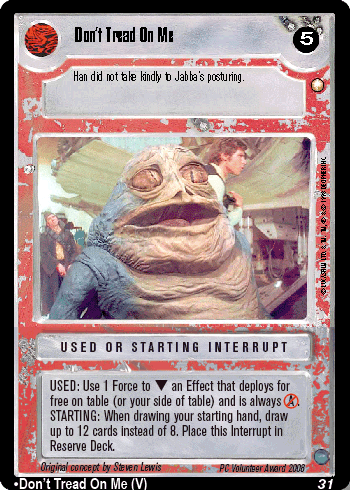 Don't Tread On Me
5
Han did not take kindly to Jabba's posturing.
USED OR STARTING INTERRUPT
USED: Use 1 Force to ▼ an Effect that deploys for
free on table (or your side of table) and is always Ⓐ.
STARTING: When drawing your starting hand, draw
up to 12 cards instead of 8. Place this Interrupt in
Reserve Deck.
Original concept by Steven Lewis PC Volunteer Award 2006
•Don't Tread On Me (V) 31